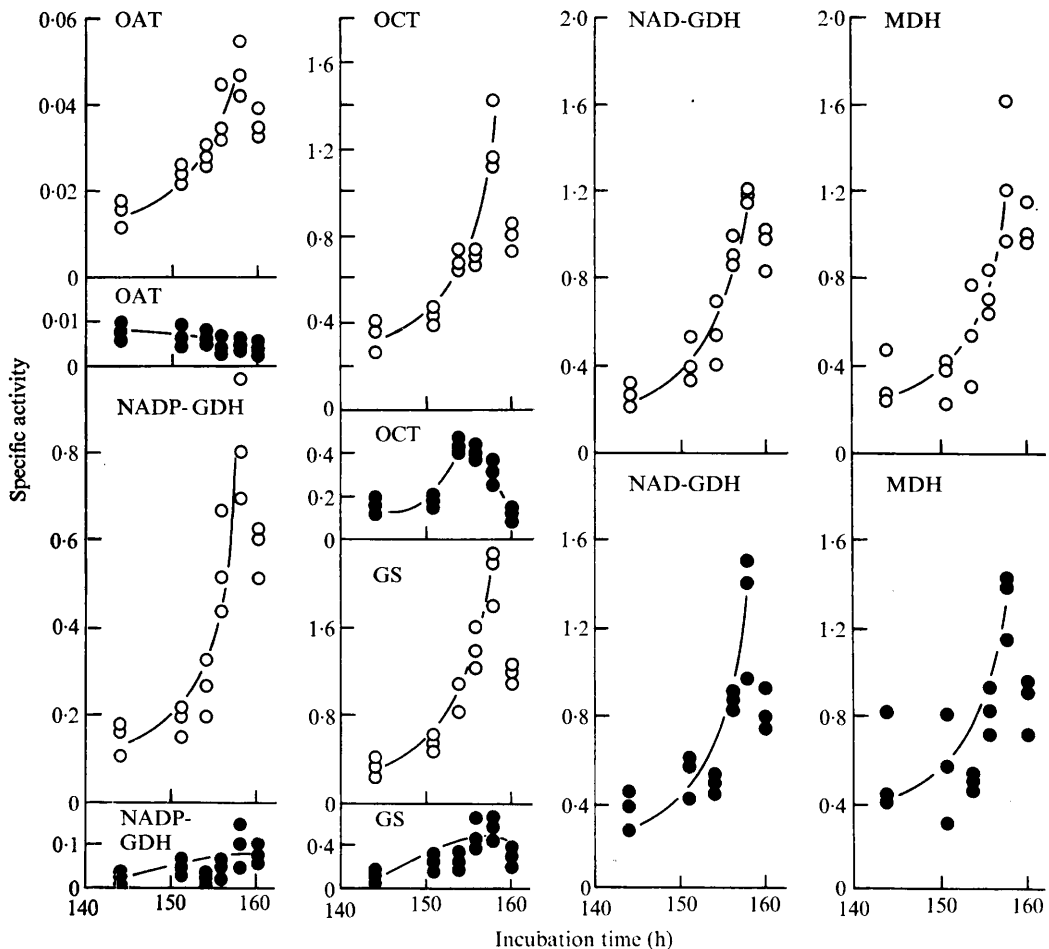 OAT
0·06
0·04
0·02
0
OAT
0·01
0
NADP-GDH
0·8
0·6
0·4
0·2
0
NADP-
GDH
0·1
0
140 150 160
OCT
1·6
1·2
0·8
0·4
0
OCT
0·4
0·2
0
GS
1·6
0·8
0
GS
0·4
0
140 150 160
NAD-GDH
2·0
1·6
1·2
0·8
0·4
0
NAD-GDH
1·6
1·2
0·8
0·4
0
140 150 160
MDH
2·0
1·6
1·2
0·8
0·4
0
MDH
1·6
1·2
0·8
0·4
0
140 150 160
Specific activity
Incubation time (h)